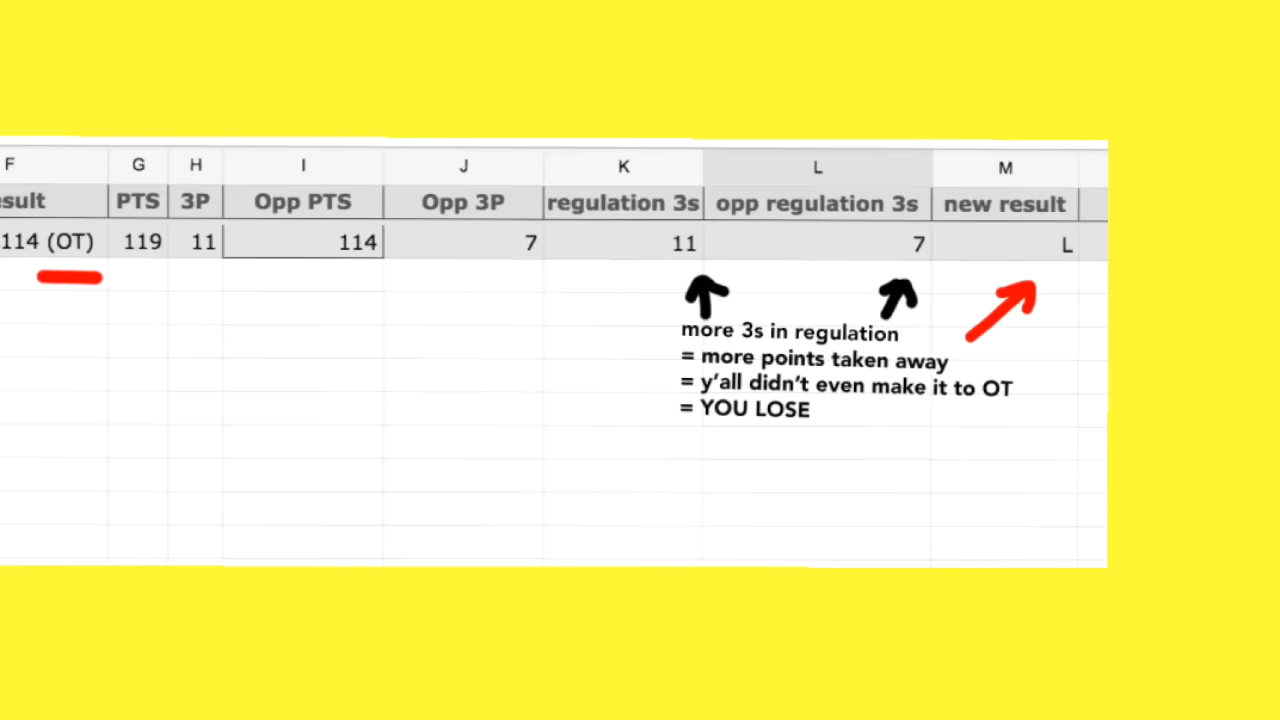 F G H I J K L M
sult PTS 3P Opp PTS Opp 3P regulation 3s opp regulation 3s new result
114 (OT) 119 11 114 7 11 7 L
more 3s in regulation
= more points taken away
= y'all didn't even make it to OT
= YOU LOSE